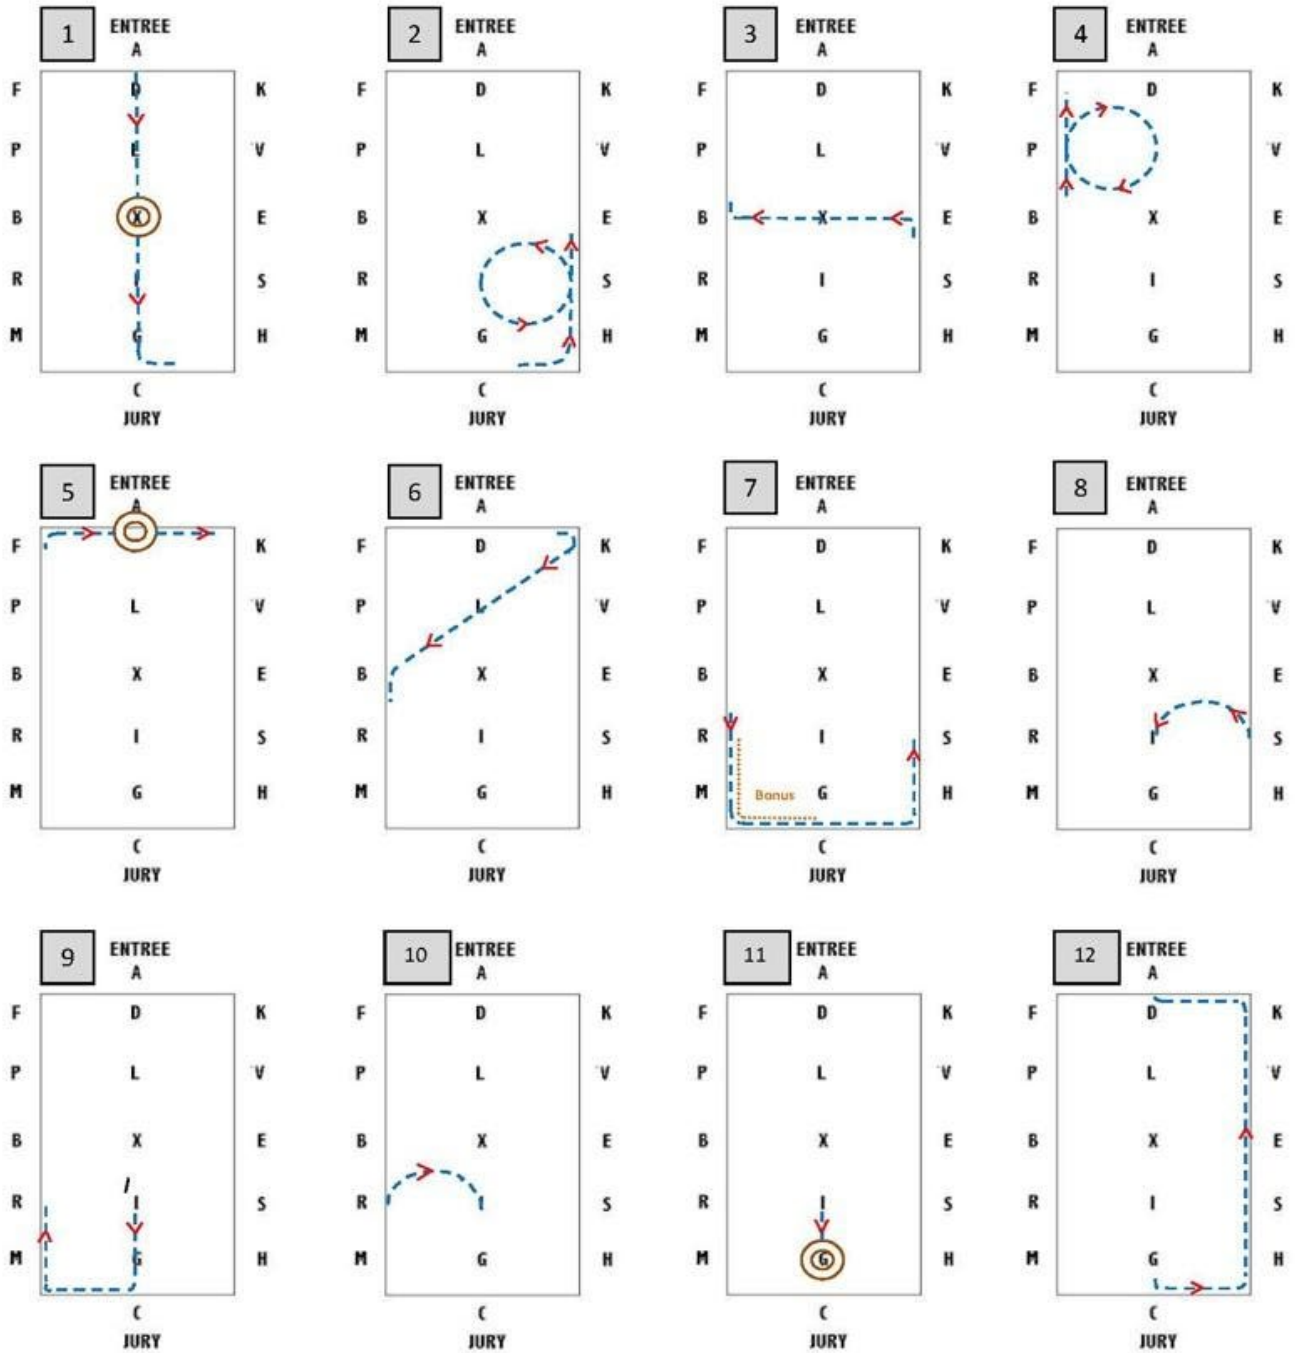 1 ENTREE
A
F D K
P L V
B X E
R I S
M G H
C
JURY
2 ENTREE
A
F D K
P L V
B X E
R I S
M G H
C
JURY
3 ENTREE
A
F D K
P L V
B X E
R I S
M G H
C
JURY
4 ENTREE
A
F D K
P V
B X E
R I S
M G H
C
JURY
5 ENTREE
A
F K
P L V
B X E
R I S
M G H
C
JURY
6 ENTREE
A
F D K
P L V
B X E
R I S
M G H
C
JURY
7 ENTREE
A
F D K
P L V
B X E
R I S
M Bonus G H
C
JURY
8 ENTREE
A
F D K
P L V
B X E
R I S
M G H
C
JURY
9 ENTREE
A
F D K
P L V
B X E
/
R I S
M G H
C
JURY
10 ENTREE
A
F D K
P L V
B X E
R I S
M G H
C
JURY
11 ENTREE
A
F D K
P L V
B X E
R I S
M G H
C
JURY
12 ENTREE
A
F D K
P L V
B X E
R I S
M G H
C
JURY